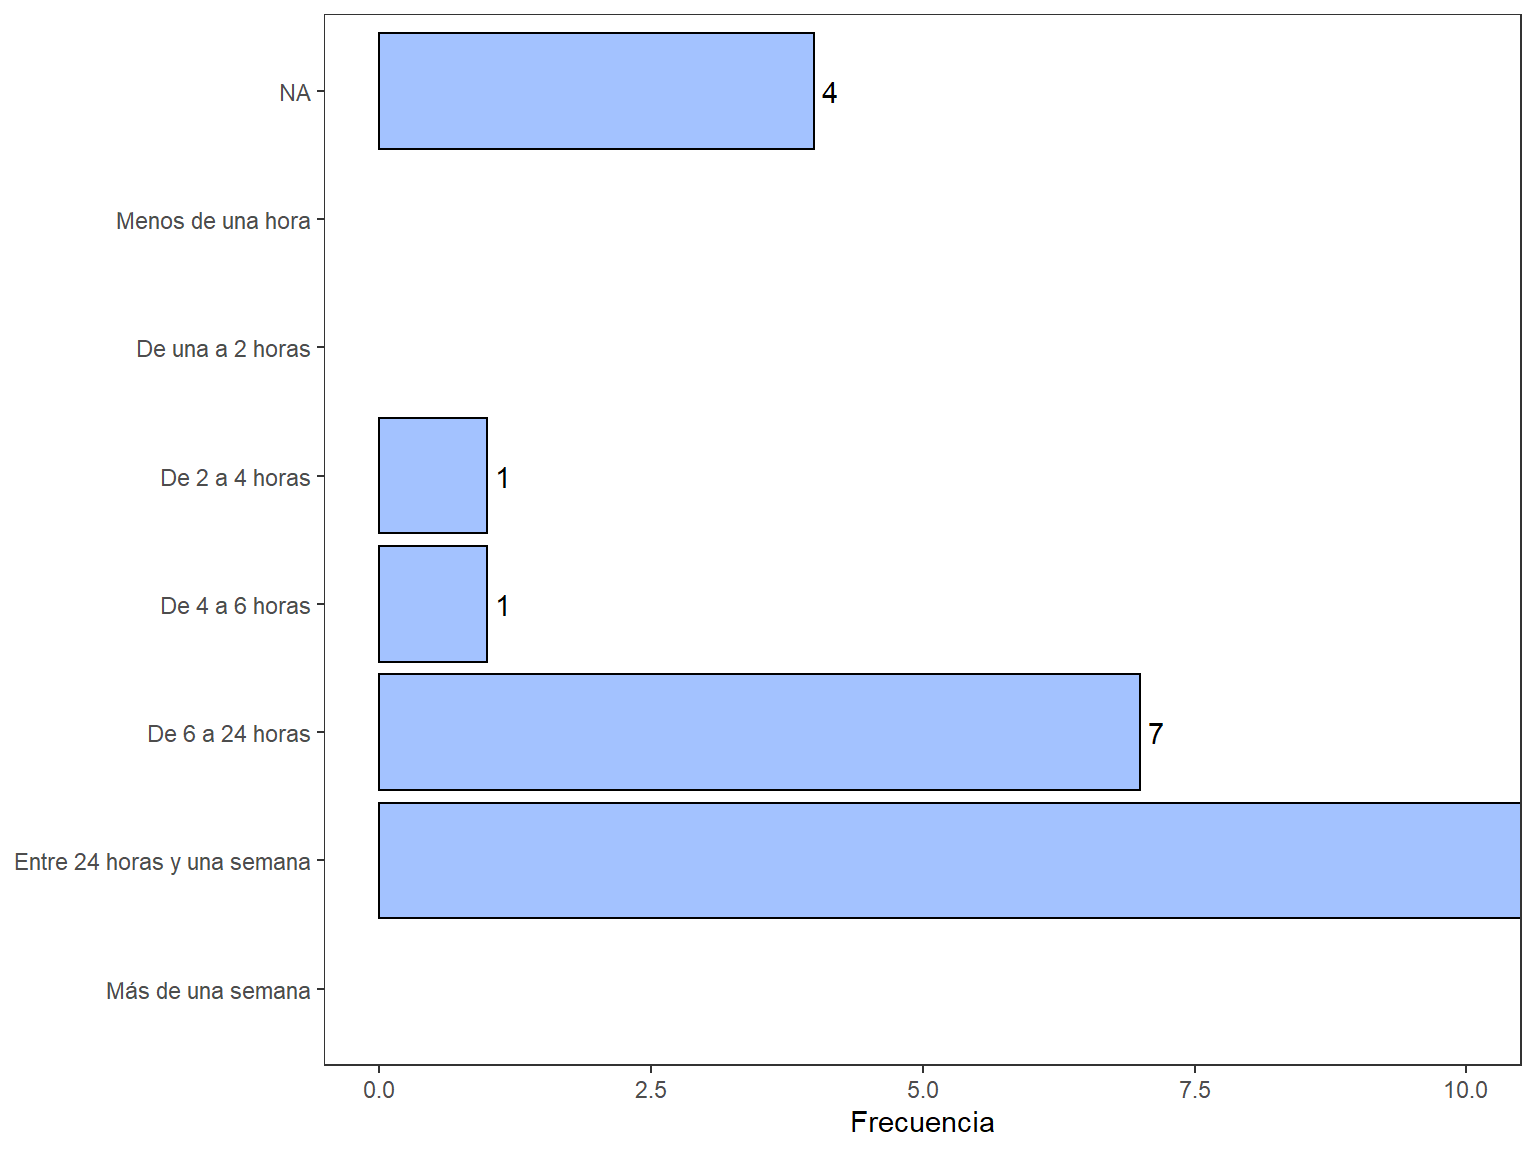 NA
4
Menos de una hora
De una a 2 horas
De 2 a 4 horas
1
De 4 a 6 horas
1
De 6 a 24 horas
7
Entre 24 horas y una semana
Más de una semana
0.0 2.5 5.0 7.5 10.0
Frecuencia